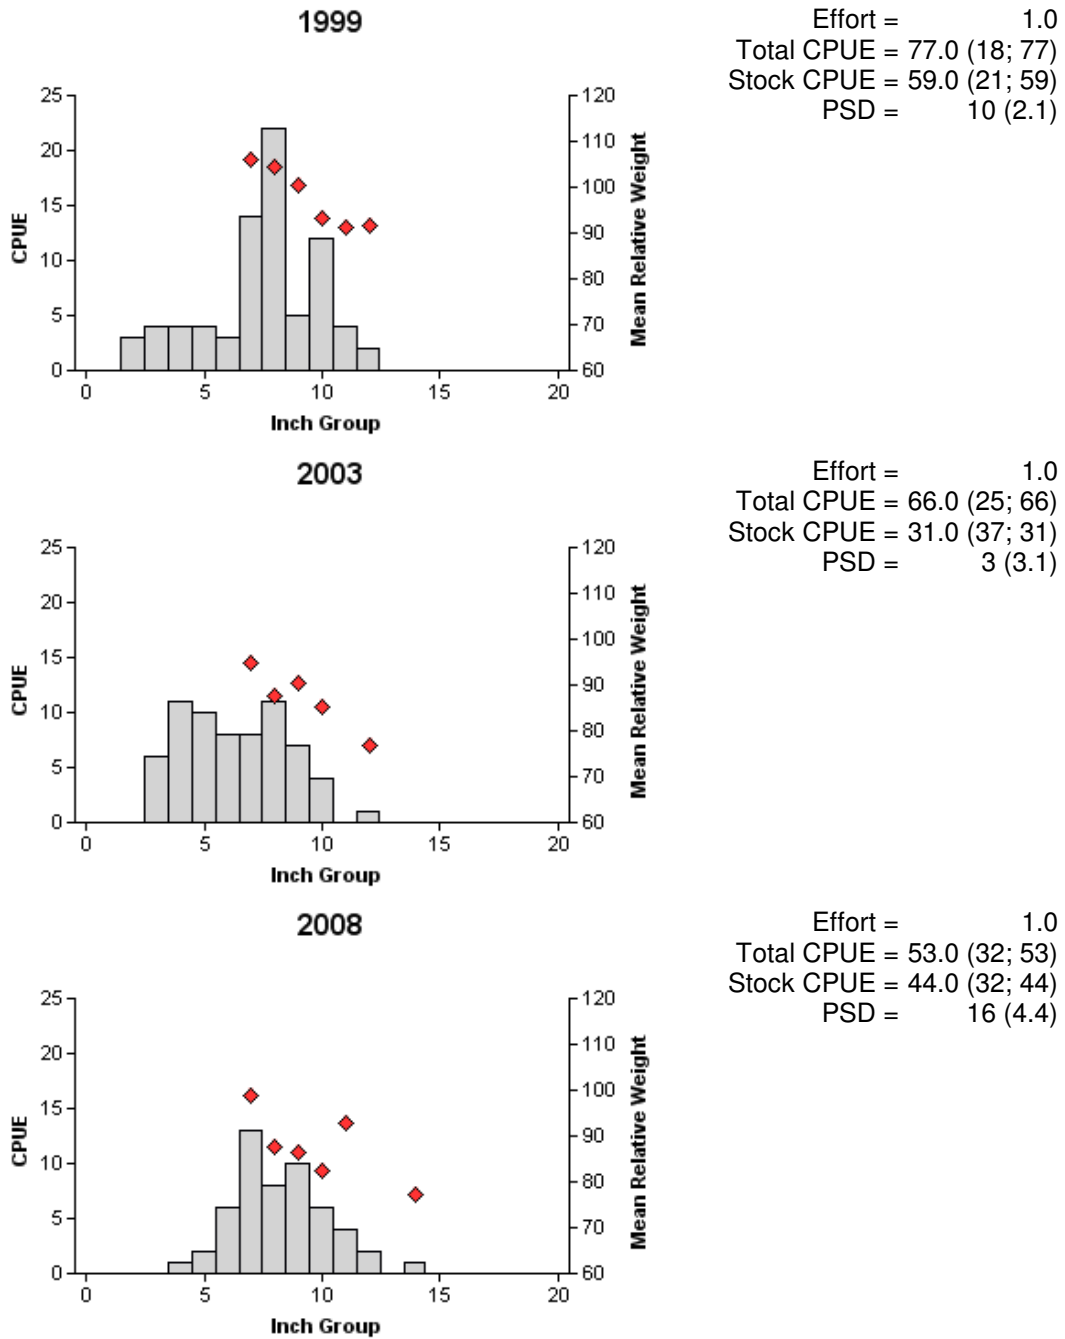 1999
Effort = 1.0
Total CPUE = 77.0 (18; 77)
Stock CPUE = 59.0 (21; 59)
PSD = 10 (2.1)
25
20
15
10
5
0
CPUE
120
110
100
90
80
70
60
Mean Relative Weight
0 5 10 15 20
Inch Group
2003
Effort = 1.0
Total CPUE = 66.0 (25; 66)
Stock CPUE = 31.0 (37; 31)
PSD = 3 (3.1)
25
20
15
10
5
0
CPUE
120
110
100
90
80
70
60
Mean Relative Weight
0 5 10 15 20
Inch Group
2008
Effort = 1.0
Total CPUE = 53.0 (32; 53)
Stock CPUE = 44.0 (32; 44)
PSD = 16 (4.4)
25
20
15
10
5
0
CPUE
120
110
100
90
80
70
60
Mean Relative Weight
0 5 10 15 20
Inch Group